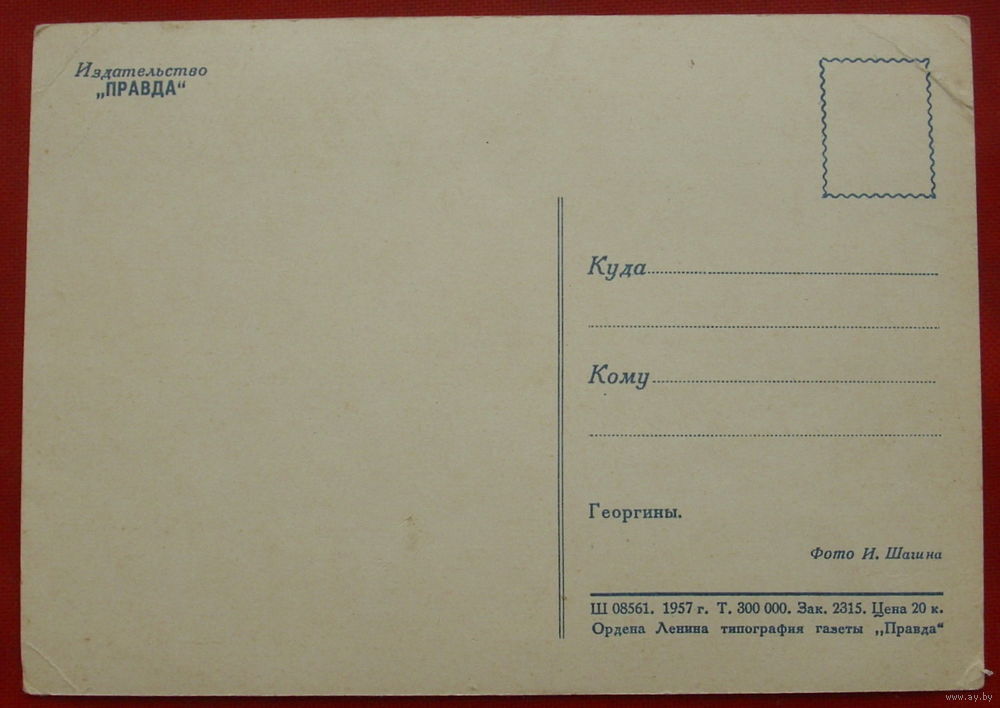 Издательство
„ПРАВДА“
Куда
Кому
Георгины.
Фото И. Шагина
Ш 08561. 1957 г. Т. 300 000. Зак. 2315. Цена 20 к.
Ордена Ленина типография газеты „Правда“
www.ay.by